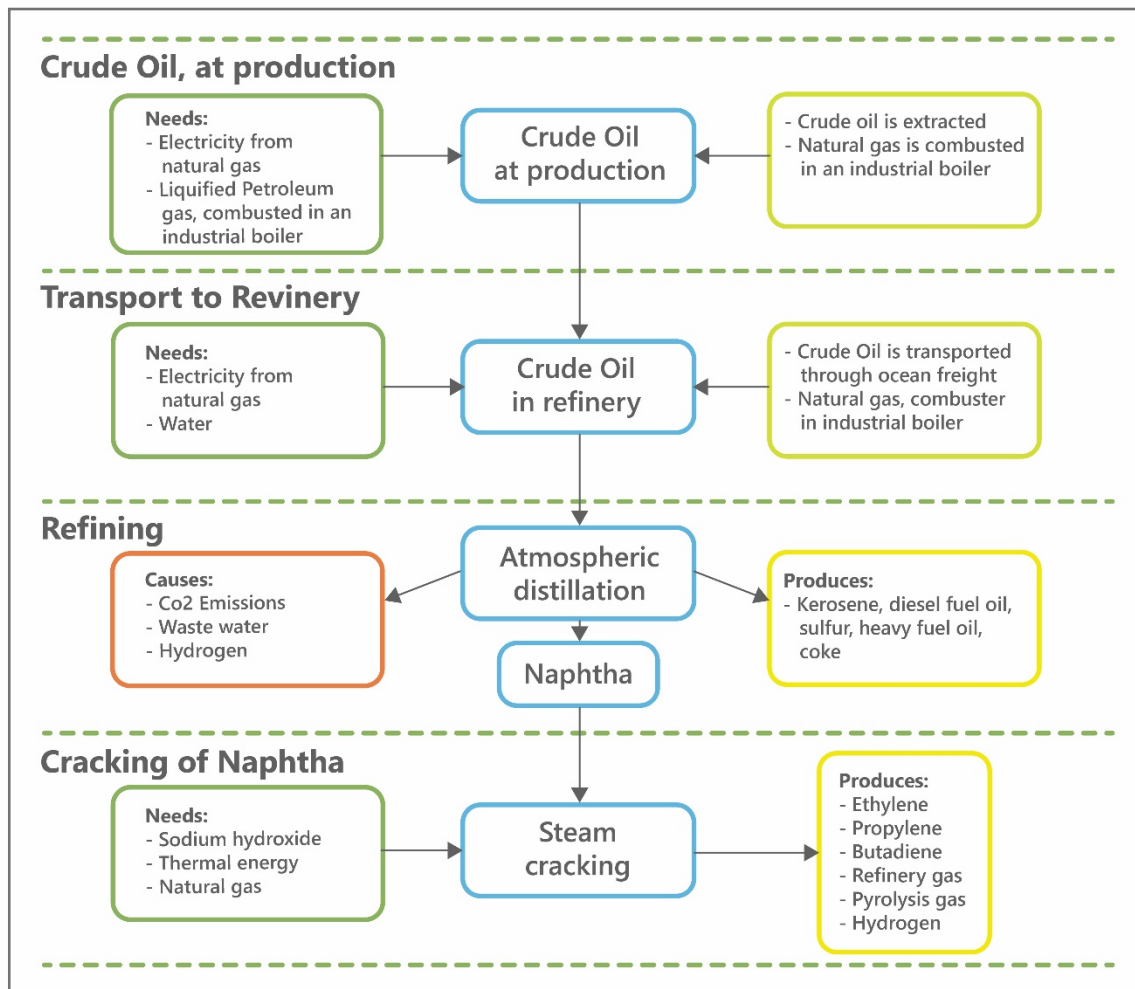 Crude Oil, at production
Needs:
- Electricity from
natural gas
- Liquified Petroleum
gas, combusted in an
industrial boiler
Crude Oil
at production
- Crude oil is extracted
- Natural gas is combusted
in an industrial boiler
Transport to Revinery
Needs:
- Electricity from
natural gas
- Water
Crude Oil
in refinery
- Crude Oil is transported
through ocean freight
- Natural gas, combuster
in industrial boiler
Refining
Causes:
- Co2 Emissions
- Waste water
- Hydrogen
Atmospheric
distillation
Naphtha
Produces:
- Kerosene, diesel fuel oil,
sulfur, heavy fuel oil,
coke
Cracking of Naphtha
Needs:
- Sodium hydroxide
- Thermal energy
- Natural gas
Steam
cracking
Produces:
- Ethylene
- Propylene
- Butadiene
- Refinery gas
- Pyrolysis gas
- Hydrogen